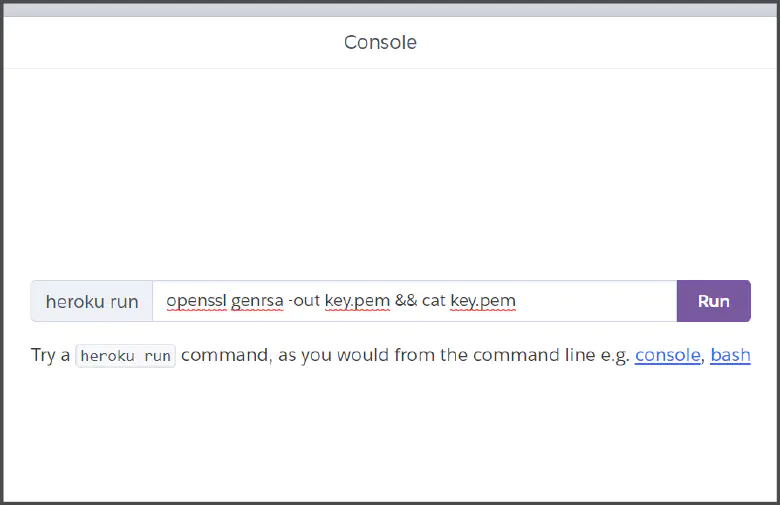 Console
heroku run openssl genrsa -out key.pem && cat key.pem Run
Try a heroku run command, as you would from the command line e.g. console, bash